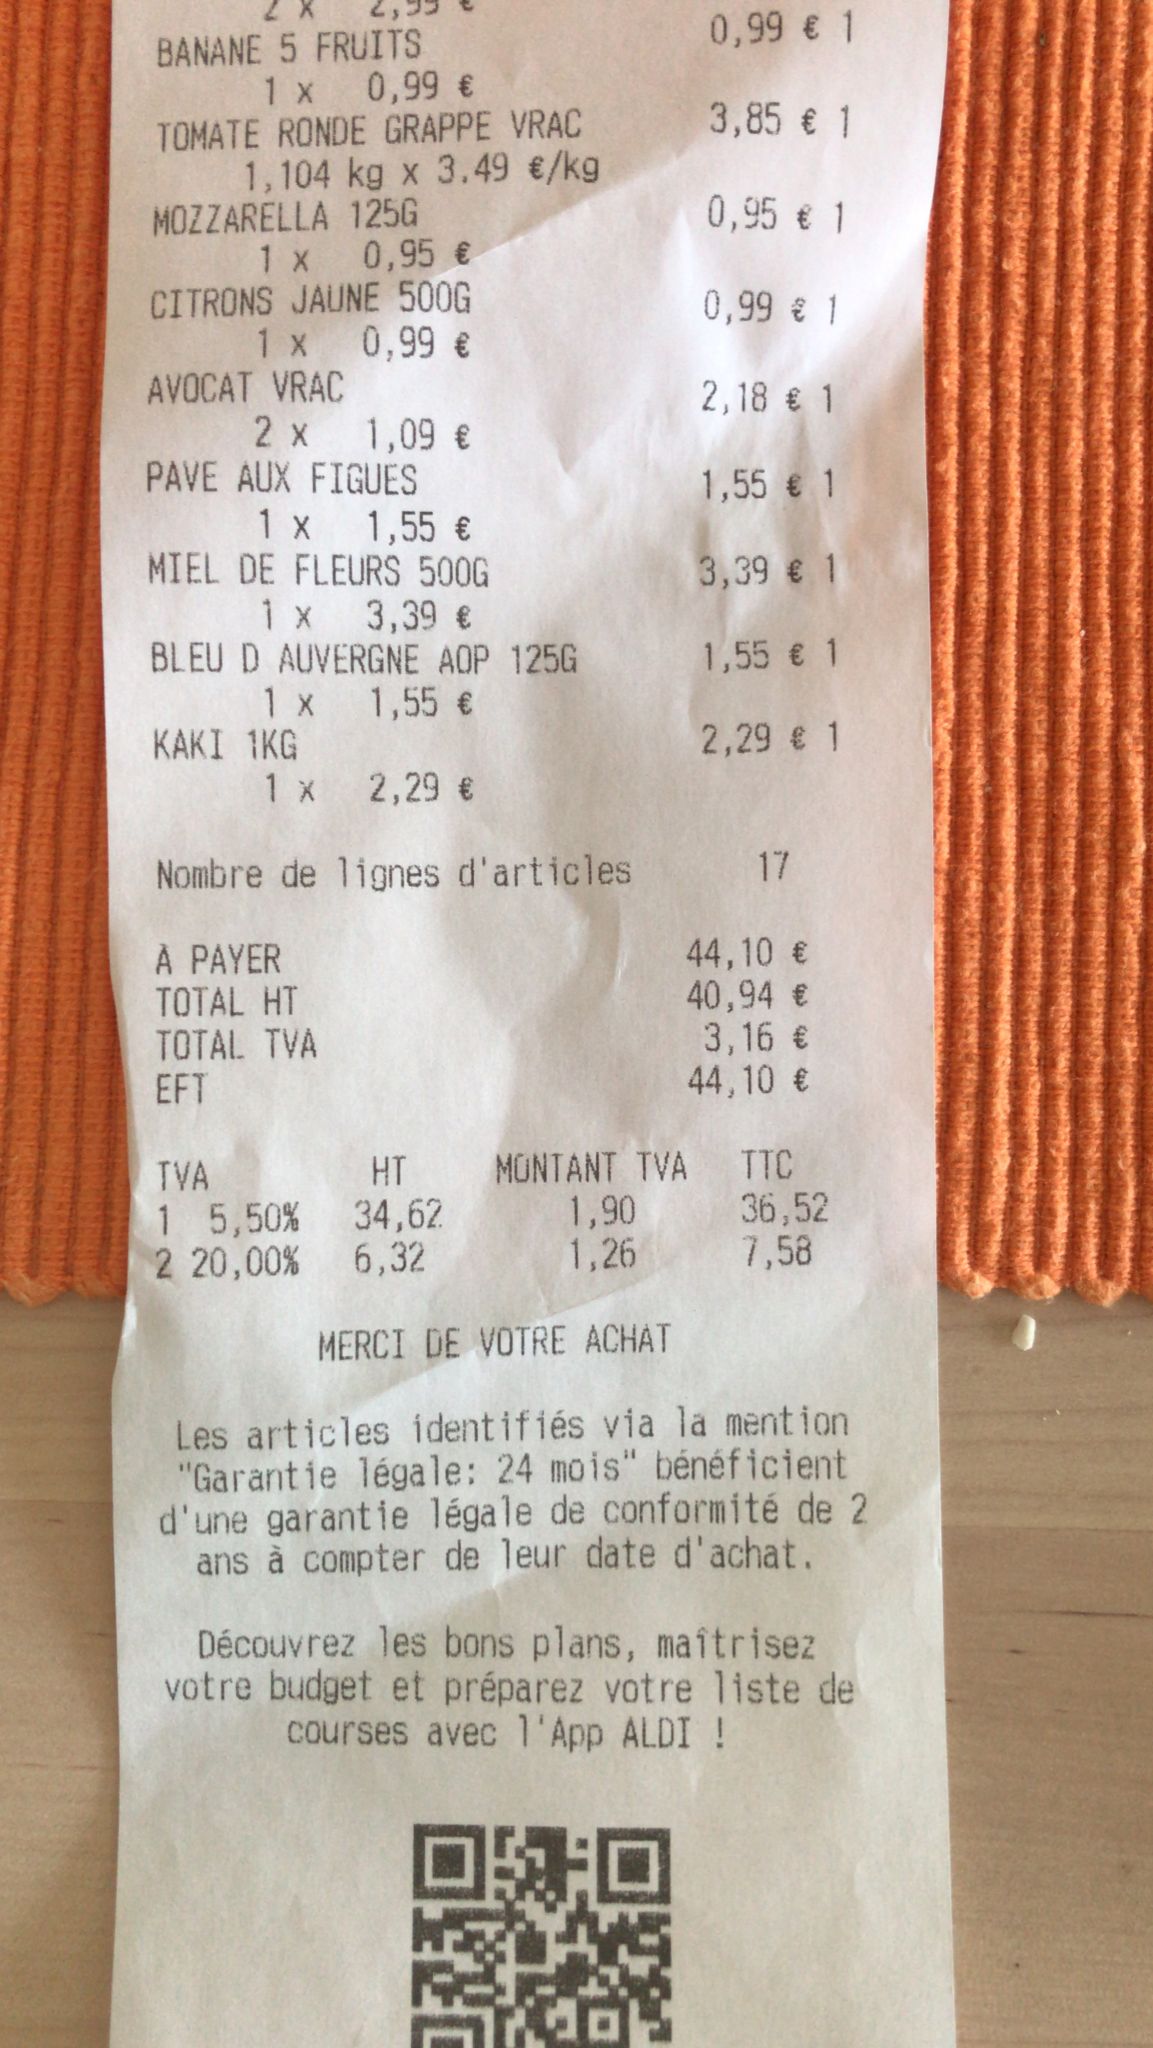 2 x 2,99 €
BANANE 5 FRUITS 0,99 € 1
1 x 0,99 €
TOMATE RONDE GRAPPE VRAC 3,85 € 1
1,104 kg x 3.49 €/kg
MOZZARELLA 125G 0,95 € 1
1 x 0,95 €
CITRONS JAUNE 500G 0,99 € 1
1 x 0,99 €
AVOCAT VRAC 2,18 € 1
2 x 1,09 €
PAVE AUX FIGUES 1,55 € 1
1 x 1,55 €
MIEL DE FLEURS 500G 3,39 € 1
1 x 3,39 €
BLEU D AUVERGNE AOP 125G 1,55 € 1
1 x 1,55 €
KAKI 1KG 2,29 € 1
1 x 2,29 €
Nombre de lignes d'articles 17
A PAYER 44,10 €
TOTAL HT 40,94 €
TOTAL TVA 3,16 €
EFT 44,10 €
TVA HT MONTANT TVA TTC
1 5,50% 34,62 1,90 36,52
2 20,00% 6,32 1,26 7,58
MERCI DE VOTRE ACHAT
Les articles identifiés via la mention
"Garantie légale: 24 mois" bénéficient
d'une garantie légale de conformité de 2
ans à compter de leur date d'achat.
Découvrez les bons plans, maîtrisez
votre budget et préparez votre liste de
courses avec l'App ALDI !